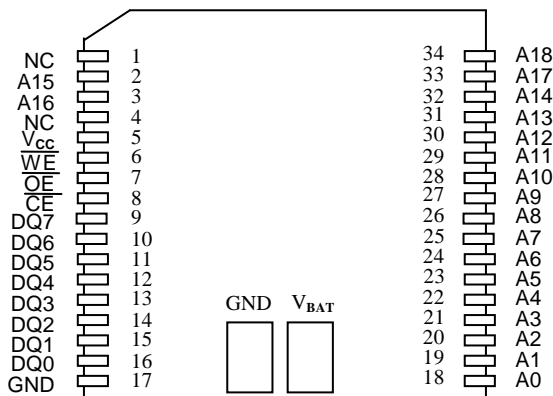 NC 1 34 A18
A15 2 33 A17
A16 3 32 A14
NC 4 31 A13
VCC 5 30 A12
WE 6 29 A11
OE 7 28 A10
CE 8 27 A9
DQ7 9 26 A8
DQ6 10 25 A7
DQ5 11 24 A6
DQ4 12 23 A5
DQ3 13 22 A4
DQ2 14 21 A3
DQ1 15 20 A2
DQ0 16 19 A1
GND 17 18 A0
GND VBAT